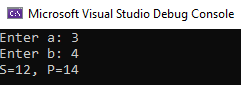 Microsoft Visual Studio Debug Console
Enter a: 3
Enter b: 4
S=12, P=14